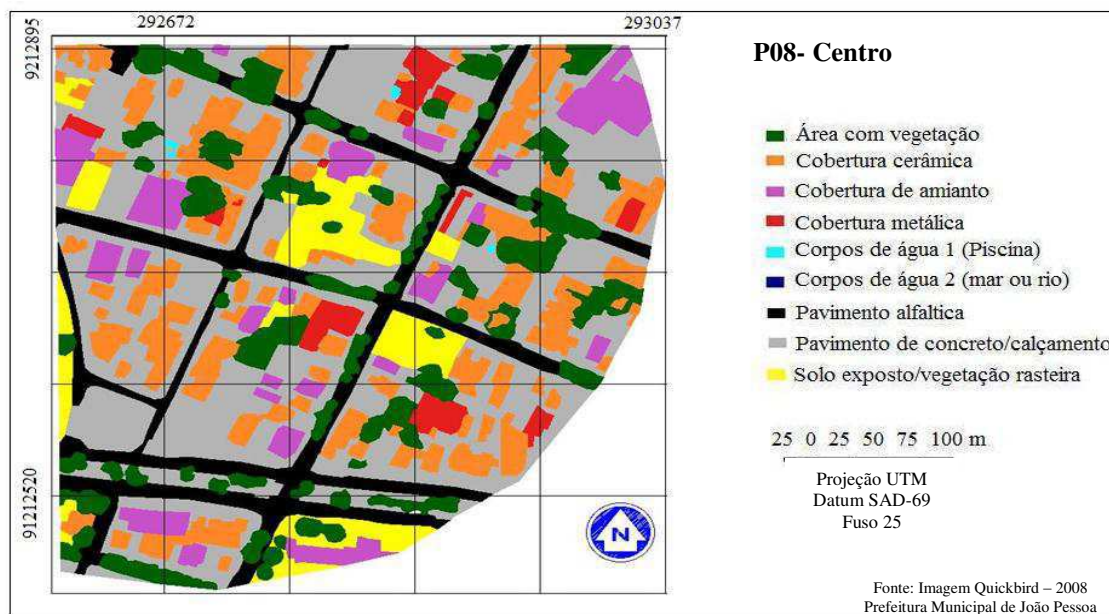 292672 293037
9212895
91212520
P08- Centro
Área com vegetação
Cobertura cerâmica
Cobertura de amianto
Cobertura metálica
Corpos de água 1 (Piscina)
Corpos de água 2 (mar ou rio)
Pavimento alfaltica
Pavimento de concreto/calçamento
Solo exposto/vegetação rasteira
25 0 25 50 75 100 m
Projeção UTM
Datum SAD-69
Fuso 25
N
Fonte: Imagem Quickbird – 2008
Prefeitura Municipal de João Pessoa